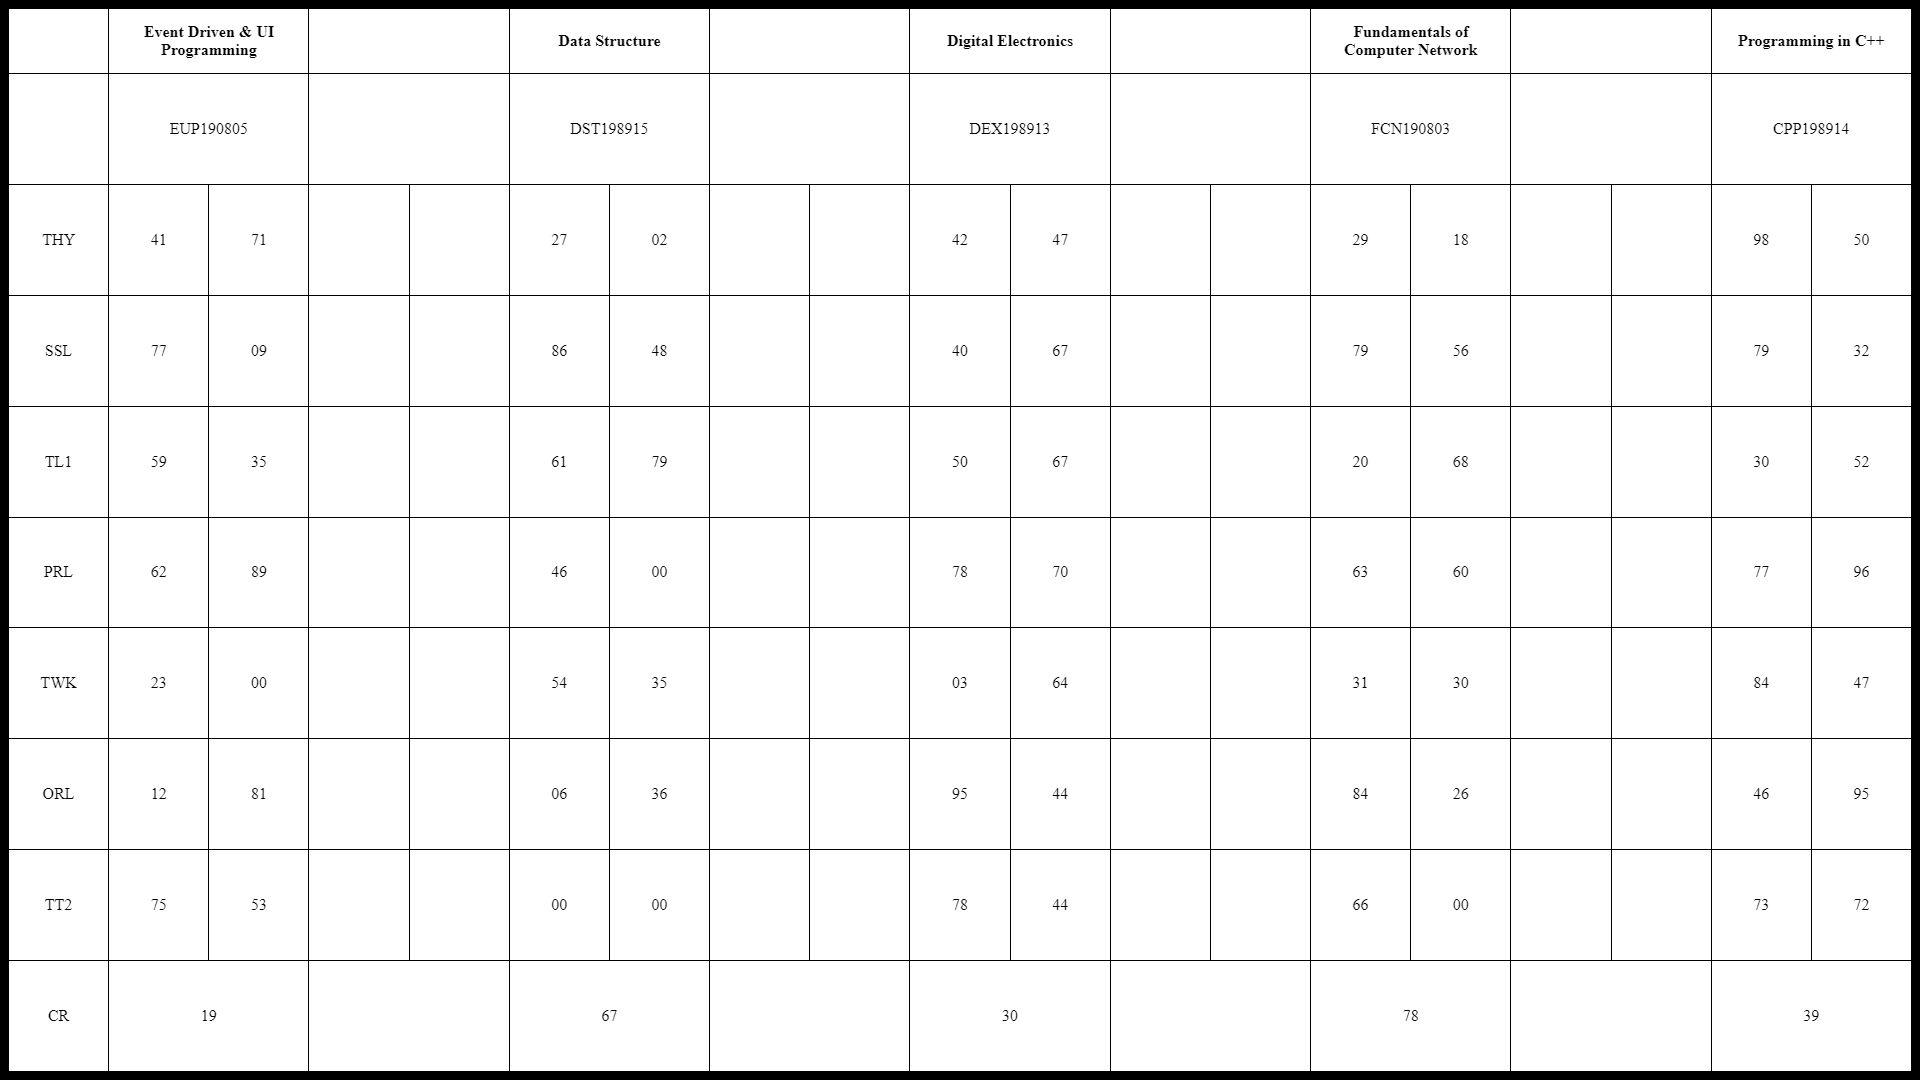 Event Driven & UI Programming Data Structure Digital Electronics Fundamentals of Computer Network Programming in C++
EUP190805 DST198915 DEX198913 FCN190803 CPP198914
THY 41 71 27 02 42 47 29 18 98 50
SSL 77 09 86 48 40 67 79 56 79 32
TL1 59 35 61 79 50 67 20 68 30 52
PRL 62 89 46 00 78 70 63 60 77 96
TWK 23 00 54 35 03 64 31 30 84 47
ORL 12 81 06 36 95 44 84 26 46 95
TT2 75 53 00 00 78 44 66 00 73 72
CR 19 67 30 78 39